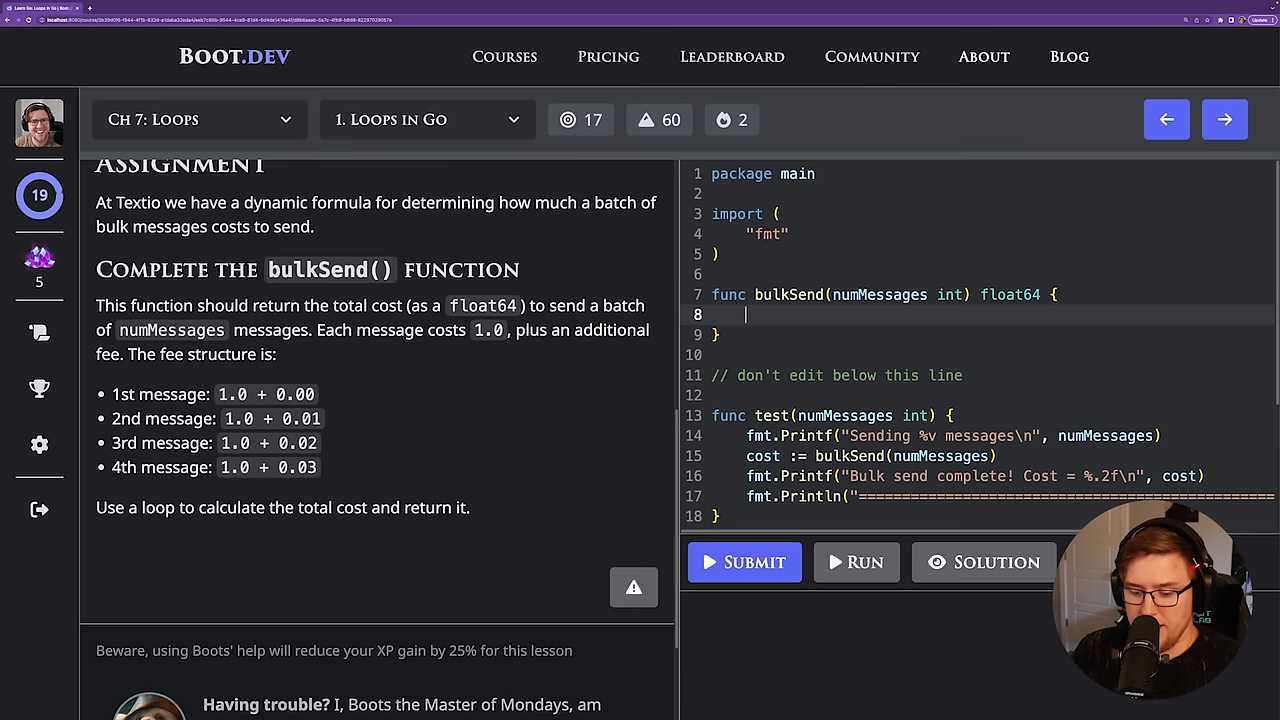 Learn Go: Loops in Go | Boot.
Update
BOOT.DEV
COURSES
PRICING
LEADERBOARD
COMMUNITY
ABOUT
BLOG
CH 7: LOOPS
1. LOOPS IN GO
17
60
2
19
5
ASSIGNMENT
At Textio we have a dynamic formula for determining how much a batch of
bulk messages costs to send.
COMPLETE THE bulkSend() FUNCTION
This function should return the total cost (as a float64) to send a batch
of numMessages messages. Each message costs 1.0, plus an additional
fee. The fee structure is:
• 1st message: 1.0 + 0.00
• 2nd message: 1.0 + 0.01
• 3rd message: 1.0 + 0.02
• 4th message: 1.0 + 0.03
Use a loop to calculate the total cost and return it.
Beware, using Boots' help will reduce your XP gain by 25% for this lesson
Having trouble? I, Boots the Master of Mondays, am
1 package main
2
3 import (
4 "fmt"
5 )
6
7 func bulkSend(numMessages int) float64 {
8
9 }
10
11 // don't edit below this line
12
13 func test(numMessages int) {
14 fmt.Printf("Sending %v messages\n", numMessages)
15 cost := bulkSend(numMessages)
16 fmt.Printf("Bulk send complete! Cost = %.2f\n", cost)
17 fmt.Println("=================================================
18 }
SUBMIT
RUN
SOLUTION